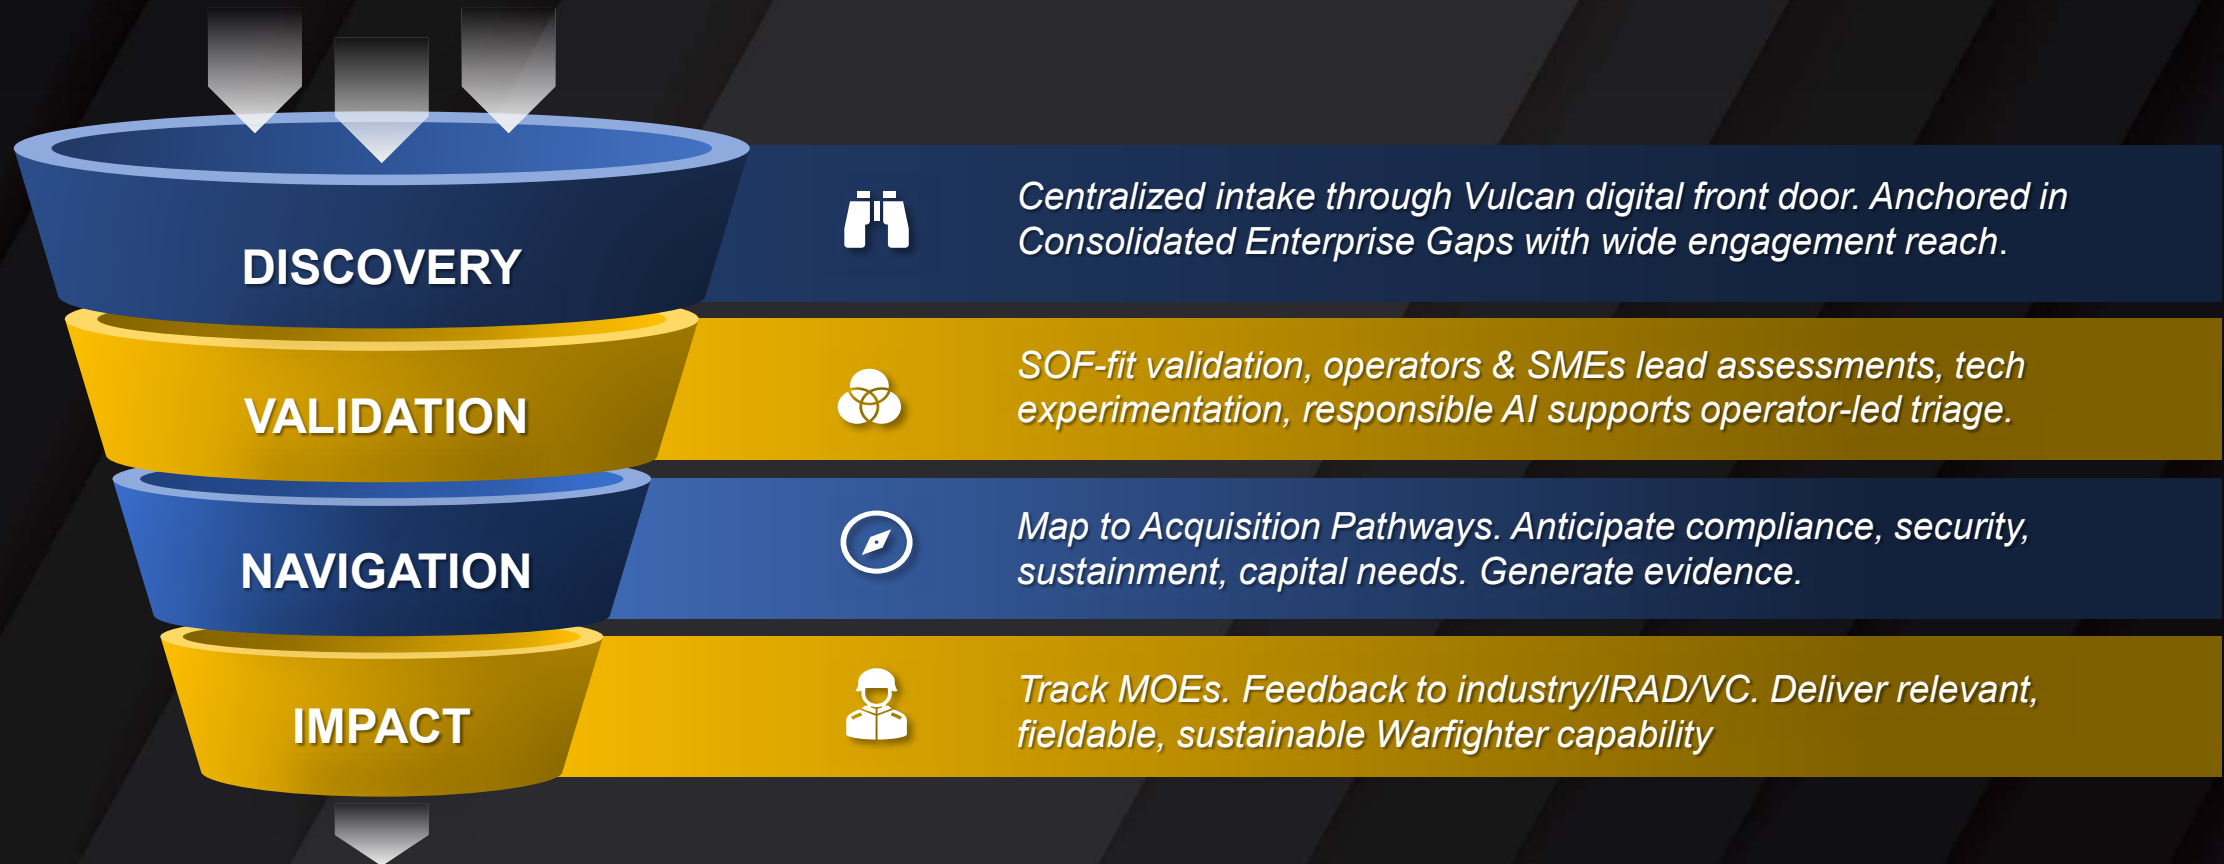 DISCOVERY
Centralized intake through Vulcan digital front door. Anchored in
Consolidated Enterprise Gaps with wide engagement reach.
VALIDATION
SOF-fit validation, operators & SMEs lead assessments, tech
experimentation, responsible AI supports operator-led triage.
NAVIGATION
Map to Acquisition Pathways. Anticipate compliance, security,
sustainment, capital needs. Generate evidence.
IMPACT
Track MOEs. Feedback to industry/IRAD/VC. Deliver relevant,
fieldable, sustainable Warfighter capability